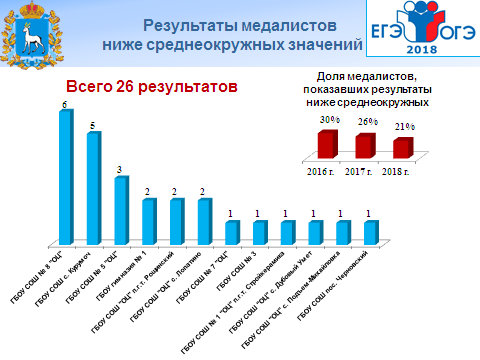 Результаты медалистов
ниже среднеокружных значений
ЕГЭ ОГЭ
2018
Всего 26 результатов
Доля медалистов,
показавших результаты
ниже среднеокружных
30% 26% 21%
2016 г. 2017 г. 2018 г.
6 5 3 2 2 2 1 1 1 1 1 1
ГБОУ СОШ № 8 "ОЦ"
ГБОУ СОШ с. Курумоч
ГБОУ СОШ № 5 "ОЦ"
ГБОУ гимназия № 1
ГБОУ СОШ "ОЦ" п.г.т. Рощинский
ГБОУ СОШ "ОЦ" с. Лопатино
ГБОУ СОШ № 7 "ОЦ"
ГБОУ СОШ № 3
ГБОУ СОШ № 1 "ОЦ" п.г.т. Стройкерамика
ГБОУ СОШ "ОЦ" с. Дубовый Умет
ГБОУ СОШ "ОЦ" с. Подъем-Михайловка
ГБОУ СОШ пос. Черновский